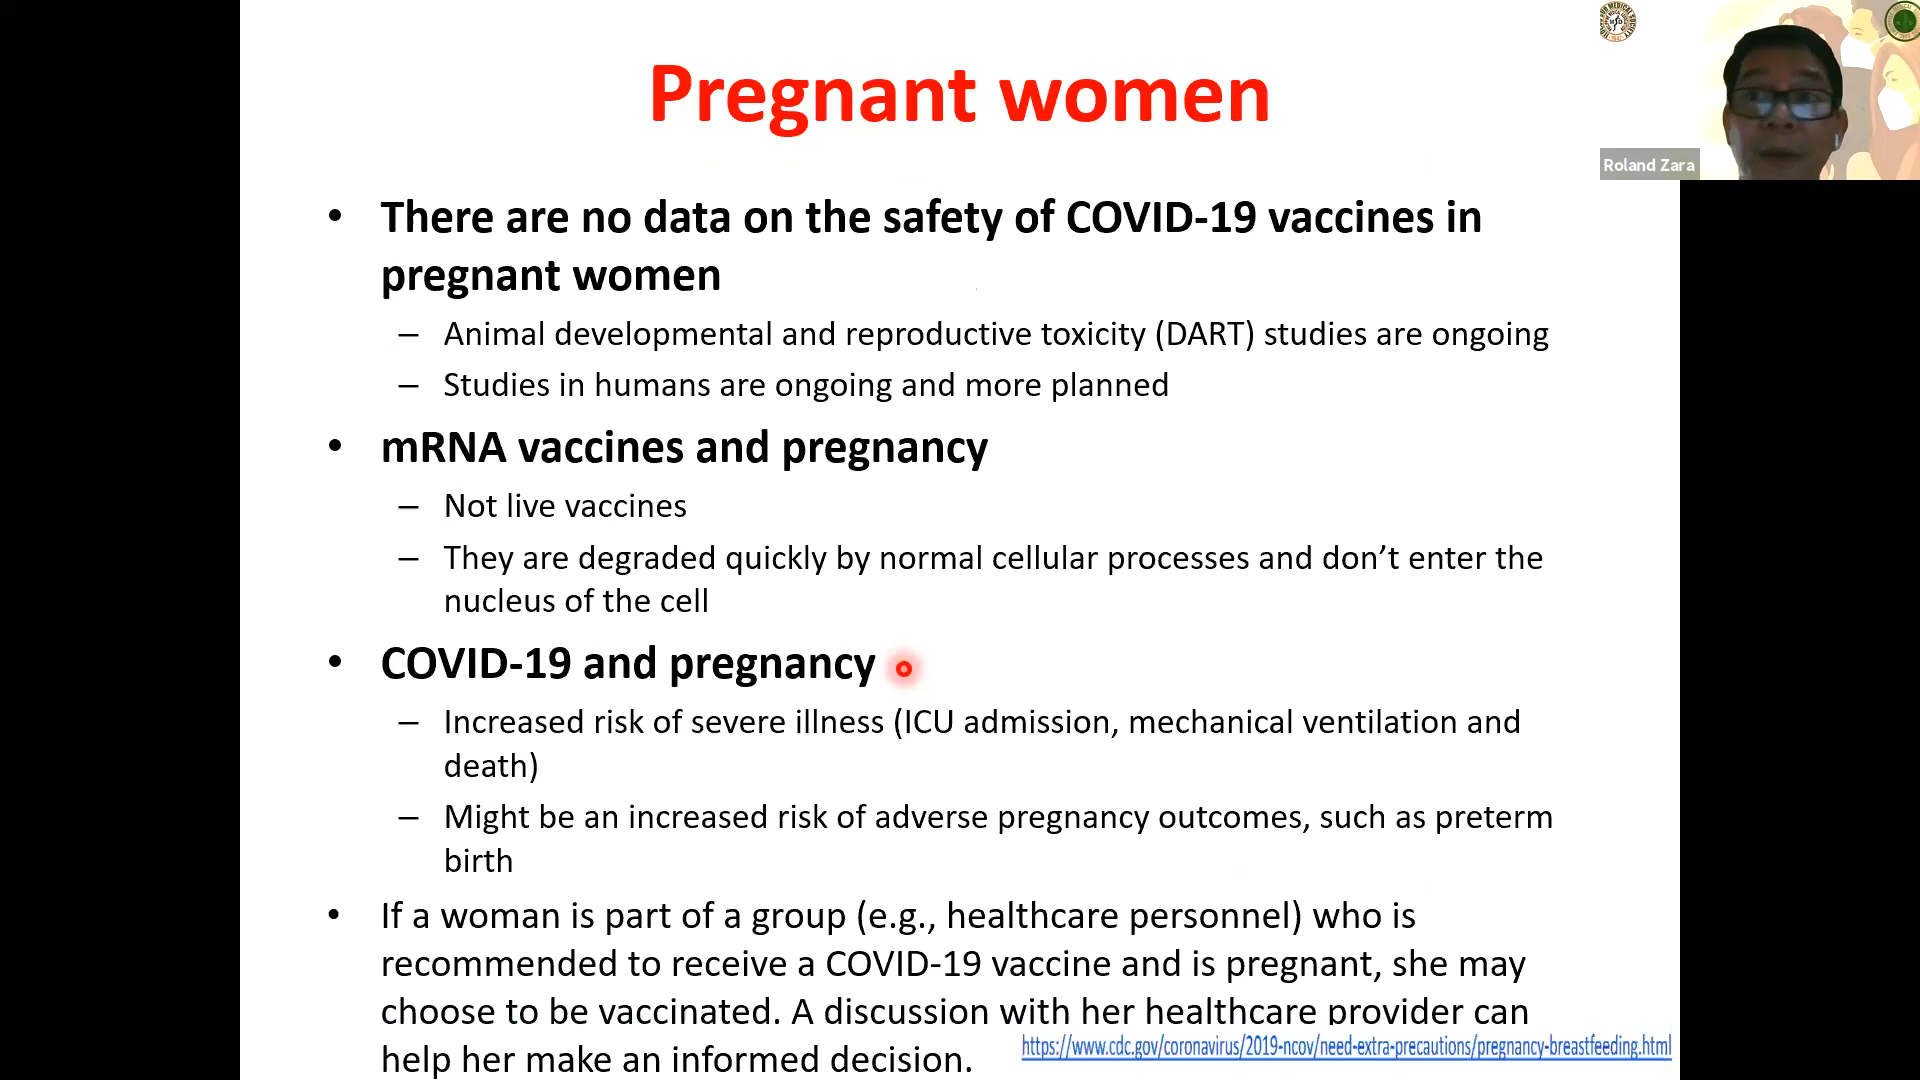 Pregnant women
Roland Zara
• There are no data on the safety of COVID-19 vaccines in
pregnant women
– Animal developmental and reproductive toxicity (DART) studies are ongoing
– Studies in humans are ongoing and more planned
• mRNA vaccines and pregnancy
– Not live vaccines
– They are degraded quickly by normal cellular processes and don’t enter the
nucleus of the cell
• COVID-19 and pregnancy
– Increased risk of severe illness (ICU admission, mechanical ventilation and
death)
– Might be an increased risk of adverse pregnancy outcomes, such as preterm
birth
• If a woman is part of a group (e.g., healthcare personnel) who is
recommended to receive a COVID-19 vaccine and is pregnant, she may
choose to be vaccinated. A discussion with her healthcare provider can
help her make an informed decision.
https://www.cdc.gov/coronavirus/2019-ncov/need-extra-precautions/pregnancy-breastfeeding.html